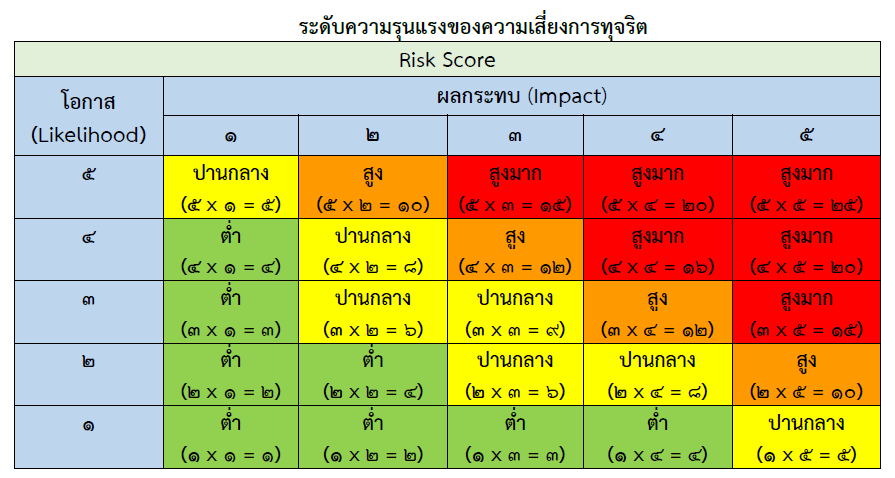 ระดับความรุนแรงของความเสี่ยงการทุจริต
Risk Score
โอกาส
(Likelihood)
ผลกระทบ (Impact)
๑ ๒ ๓ ๔ ๕
๕ ปานกลาง สูง สูงมาก สูงมาก สูงมาก
(๕ x ๑ = ๕) (๕ x ๒ = ๑๐) (๕ x ๓ = ๑๕) (๕ x ๔ = ๒๐) (๕ x ๕ = ๒๕)
๔ ต่ำ ปานกลาง สูง สูงมาก สูงมาก
(๔ x ๑ = ๔) (๔ x ๒ = ๘) (๔ x ๓ = ๑๒) (๔ x ๔ = ๑๖) (๔ x ๕ = ๒๐)
๓ ต่ำ ปานกลาง ปานกลาง สูง สูงมาก
(๓ x ๑ = ๓) (๓ x ๒ = ๖) (๓ x ๓ = ๙) (๓ x ๔ = ๑๒) (๓ x ๕ = ๑๕)
๒ ต่ำ ต่ำ ปานกลาง ปานกลาง สูง
(๒ x ๑ = ๒) (๒ x ๒ = ๔) (๒ x ๓ = ๖) (๒ x ๔ = ๘) (๒ x ๕ = ๑๐)
๑ ต่ำ ต่ำ ต่ำ ต่ำ ปานกลาง
(๑ x ๑ = ๑) (๑ x ๒ = ๒) (๑ x ๓ = ๓) (๑ x ๔ = ๔) (๑ x ๕ = ๕)